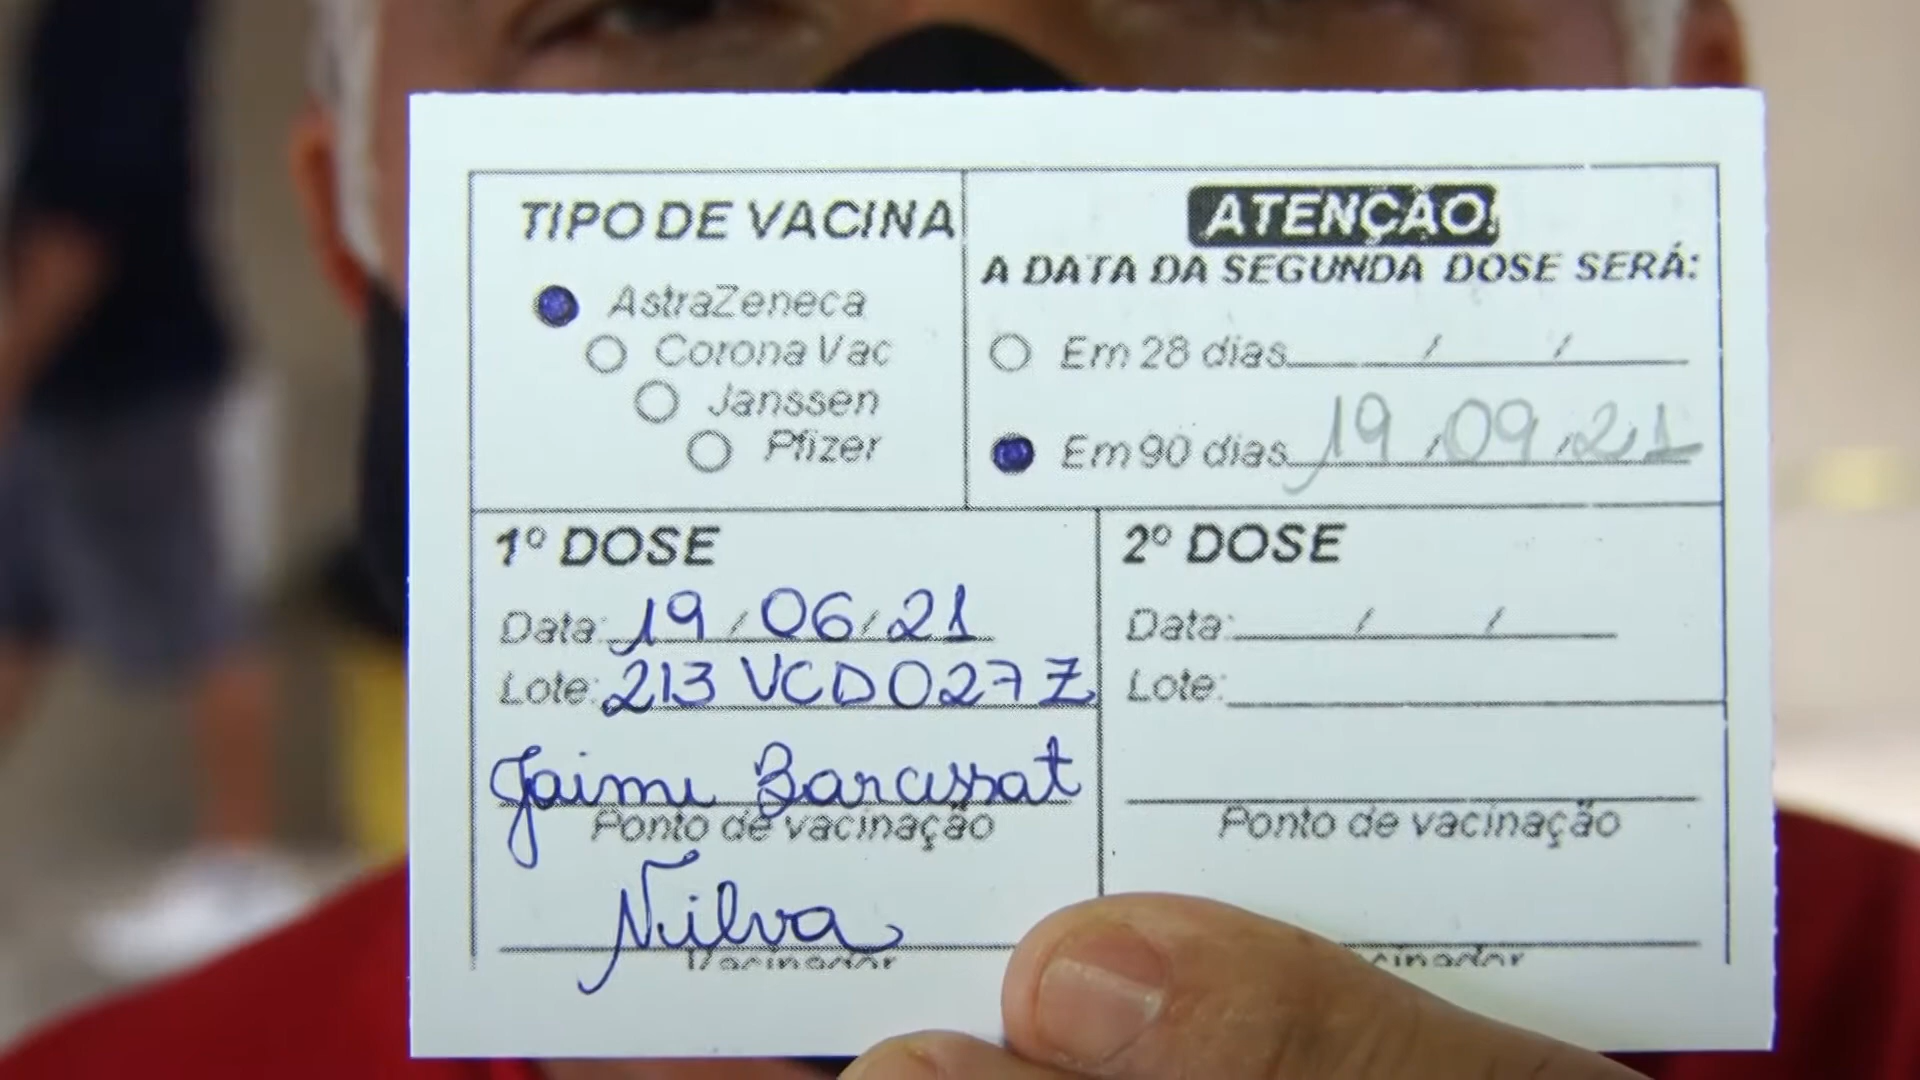 TIPO DE VACINA
AstraZeneca
Corona Vac
Janssen
Pfizer
ATENÇÃO!
A DATA DA SEGUNDA DOSE SERÁ:
Em 28 dias / /
Em 90 dias 19/09/21
1º DOSE
Data: 19/06/21
Lote: 213 VCD027Z
Jaime Barcissat
Ponto de vacinação
Nilva
Vacinador
2º DOSE
Data: / /
Lote:
Ponto de vacinação